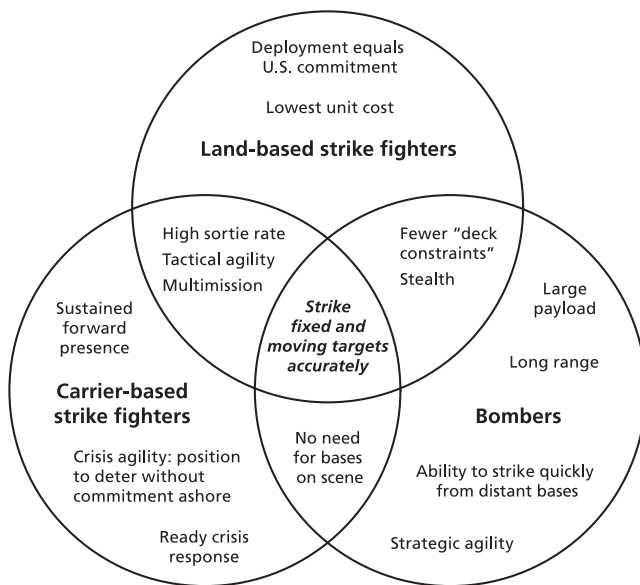 Deployment equals
U.S. commitment
Lowest unit cost
Land-based strike fighters
High sortie rate
Tactical agility
Multimission
Fewer “deck
constraints”
Stealth
Strike
fixed and
moving targets
accurately
Sustained
forward
presence
Large
payload
Long range
Carrier-based
strike fighters
Bombers
No need
for bases
on scene
Crisis agility: position
to deter without
commitment ashore
Ability to strike quickly
from distant bases
Ready crisis
response
Strategic agility